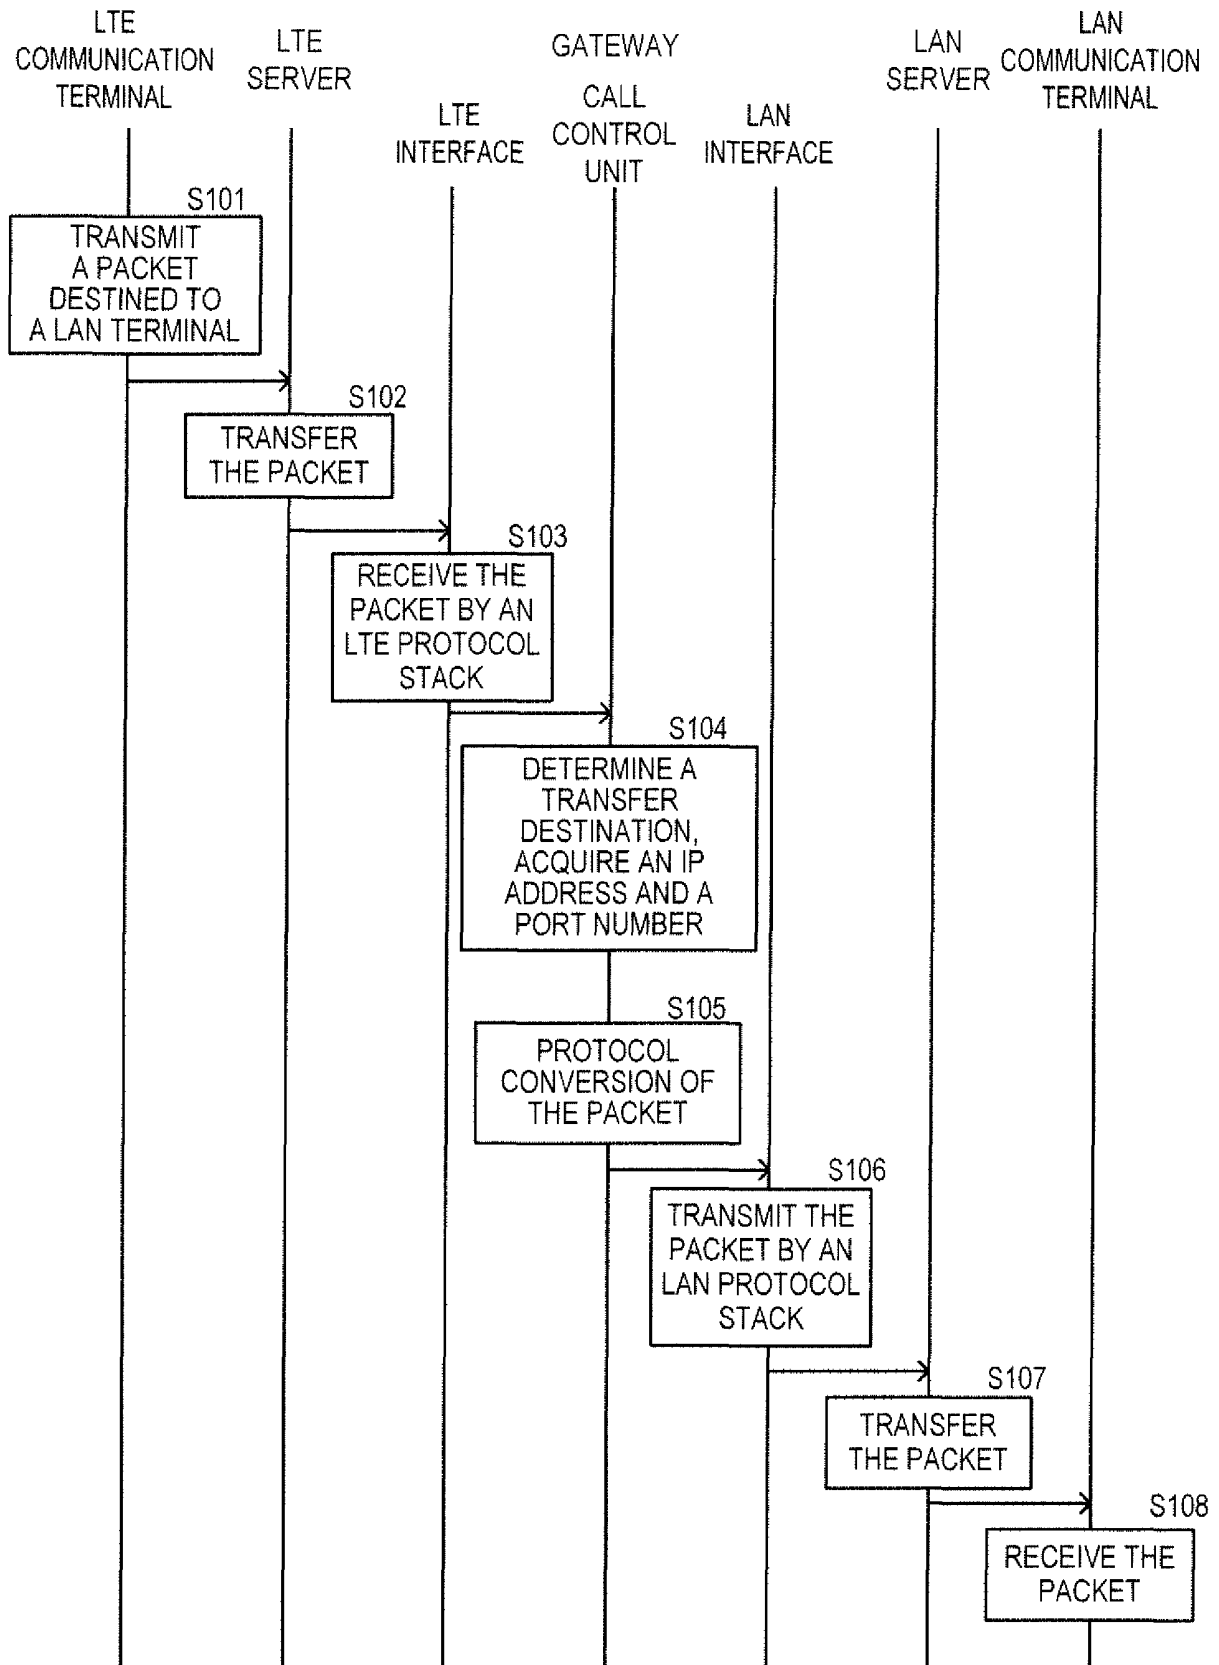 LTE
COMMUNICATION
TERMINAL
LTE
SERVER
GATEWAY
LTE
INTERFACE
CALL
CONTROL
UNIT
LAN
INTERFACE
LAN
SERVER
LAN
COMMUNICATION
TERMINAL
S101
TRANSMIT
A PACKET
DESTINED TO
A LAN TERMINAL
S102
TRANSFER
THE PACKET
S103
RECEIVE THE
PACKET BY AN
LTE PROTOCOL
STACK
S104
DETERMINE A
TRANSFER
DESTINATION,
ACQUIRE AN IP
ADDRESS AND A
PORT NUMBER
S105
PROTOCOL
CONVERSION OF
THE PACKET
S106
TRANSMIT THE
PACKET BY AN
LAN PROTOCOL
STACK
S107
TRANSFER
THE PACKET
S108
RECEIVE THE
PACKET